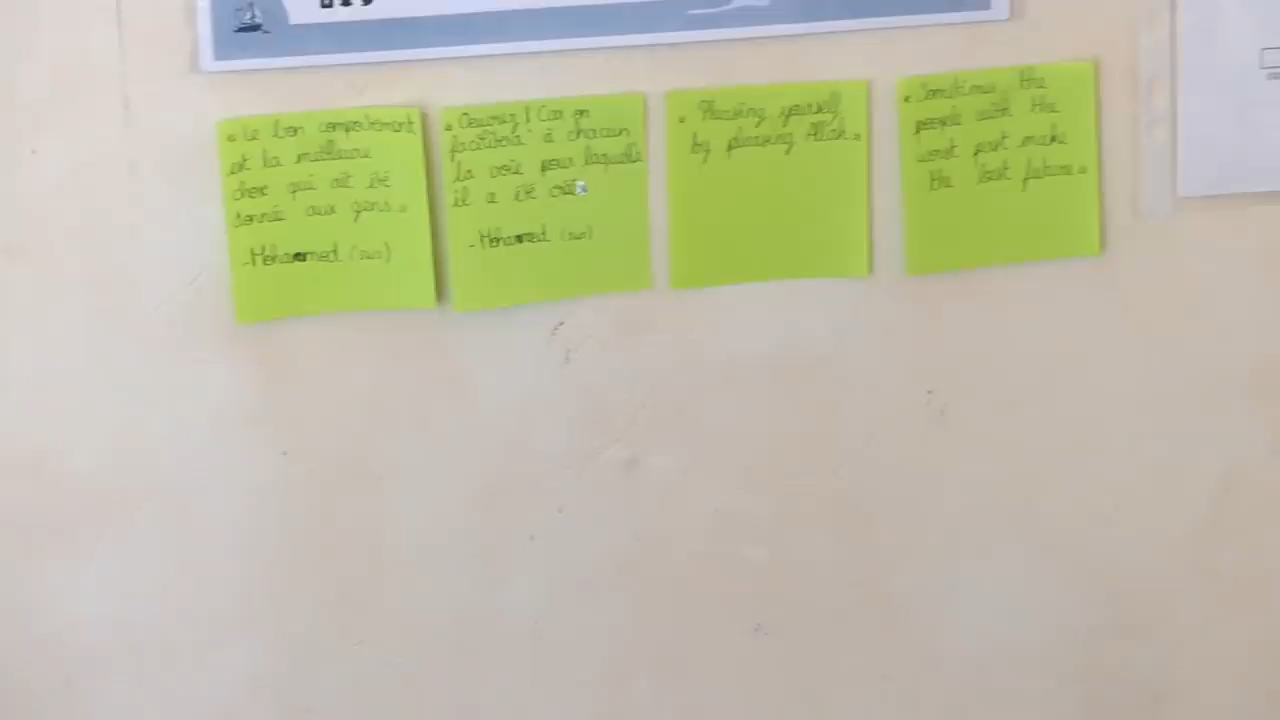 « Le bon comportement
est la meilleure
chose qui ait été
donnée aux gens. »
- Mohammed (sws)
« Oeuvrez ! Car on
facilitera à chacun
la voie pour laquelle
il a été créé »
- Mohammed (sws)
« Pleasing yourself
by pleasing Allah. »
« Sometimes the
people with the
worst past make
the best future. »